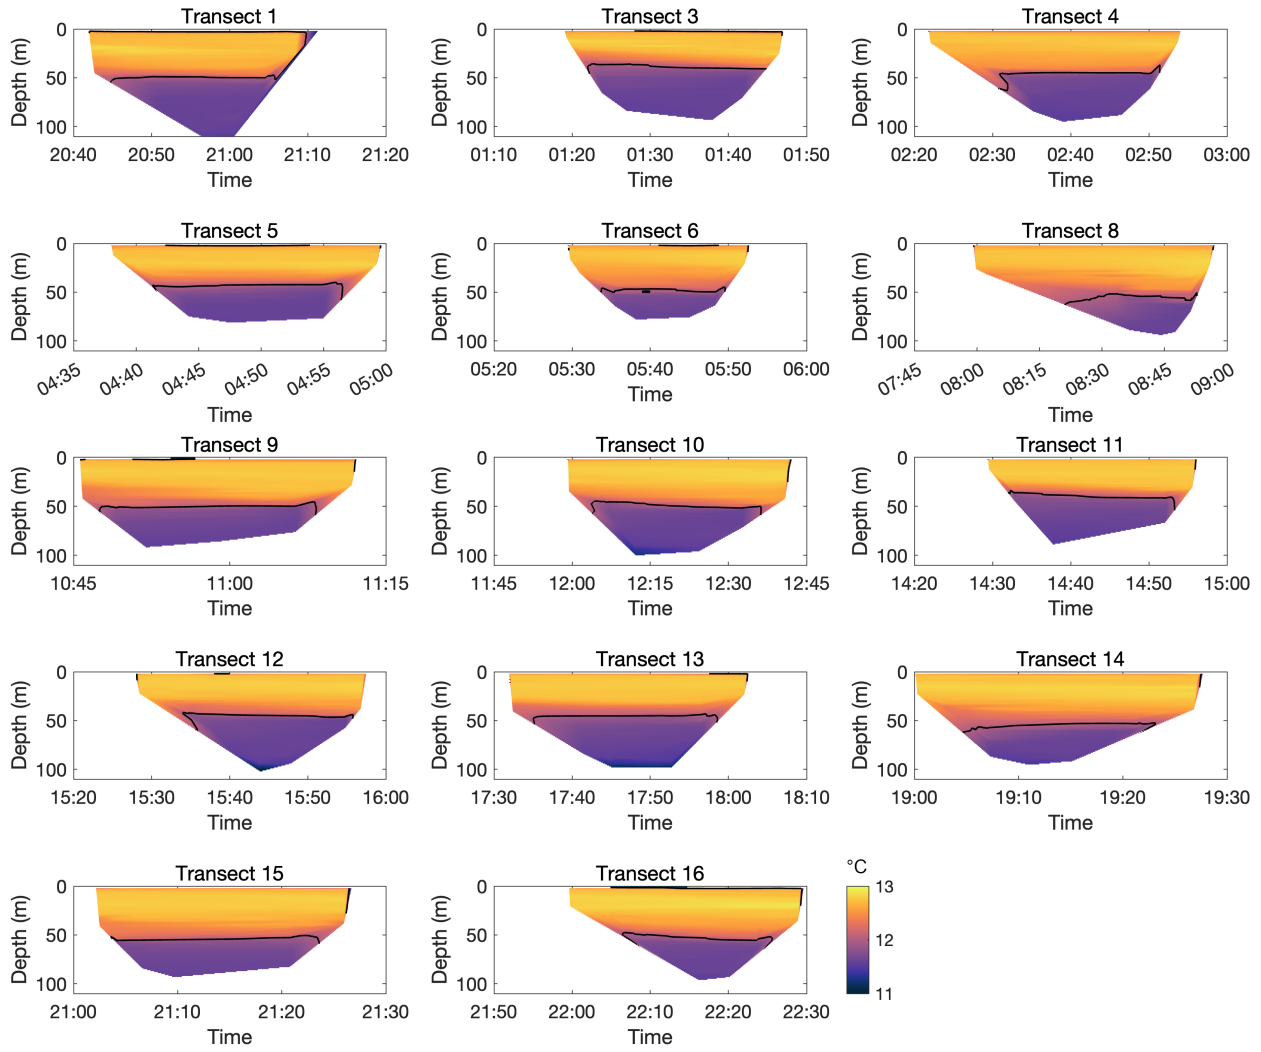 Transect 1
Depth (m)
0
50
100
20:40 20:50 21:00 21:10 21:20
Time
Transect 3
Depth (m)
0
50
100
01:10 01:20 01:30 01:40 01:50
Time
Transect 4
Depth (m)
0
50
100
02:20 02:30 02:40 02:50 03:00
Time
Transect 5
Depth (m)
0
50
100
04:35 04:40 04:45 04:50 04:55 05:00
Time
Transect 6
Depth (m)
0
50
100
05:20 05:30 05:40 05:50 06:00
Time
Transect 8
Depth (m)
0
50
100
07:45 08:00 08:15 08:30 08:45 09:00
Time
Transect 9
Depth (m)
0
50
100
10:45 11:00 11:15
Time
Transect 10
Depth (m)
0
50
100
11:45 12:00 12:15 12:30 12:45
Time
Transect 11
Depth (m)
0
50
100
14:20 14:30 14:40 14:50 15:00
Time
Transect 12
Depth (m)
0
50
100
15:20 15:30 15:40 15:50 16:00
Time
Transect 13
Depth (m)
0
50
100
17:30 17:40 17:50 18:00 18:10
Time
Transect 14
Depth (m)
0
50
100
19:00 19:10 19:20 19:30
Time
Transect 15
Depth (m)
0
50
100
21:00 21:10 21:20 21:30
Time
Transect 16
Depth (m)
0
50
100
21:50 22:00 22:10 22:20 22:30
Time
°C
13
12
11